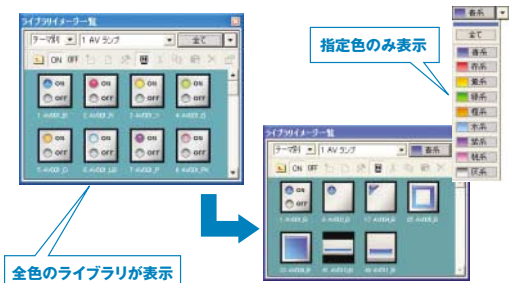 ライブラリイメージ一覧
テーマ別 1 AV ランプ 全て
ON OFF
ON ON ON ON
OFF OFF OFF OFF
ON ON ON ON
OFF OFF OFF OFF
全色のライブラリが表示
指定色のみ表示
青系
全て
青系
赤系
黄系
緑系
橙系
水系
紫系
桃系
灰系
ライブラリイメージ一覧
テーマ別 1 AV ランプ 青系
ON OFF
ON
OFF